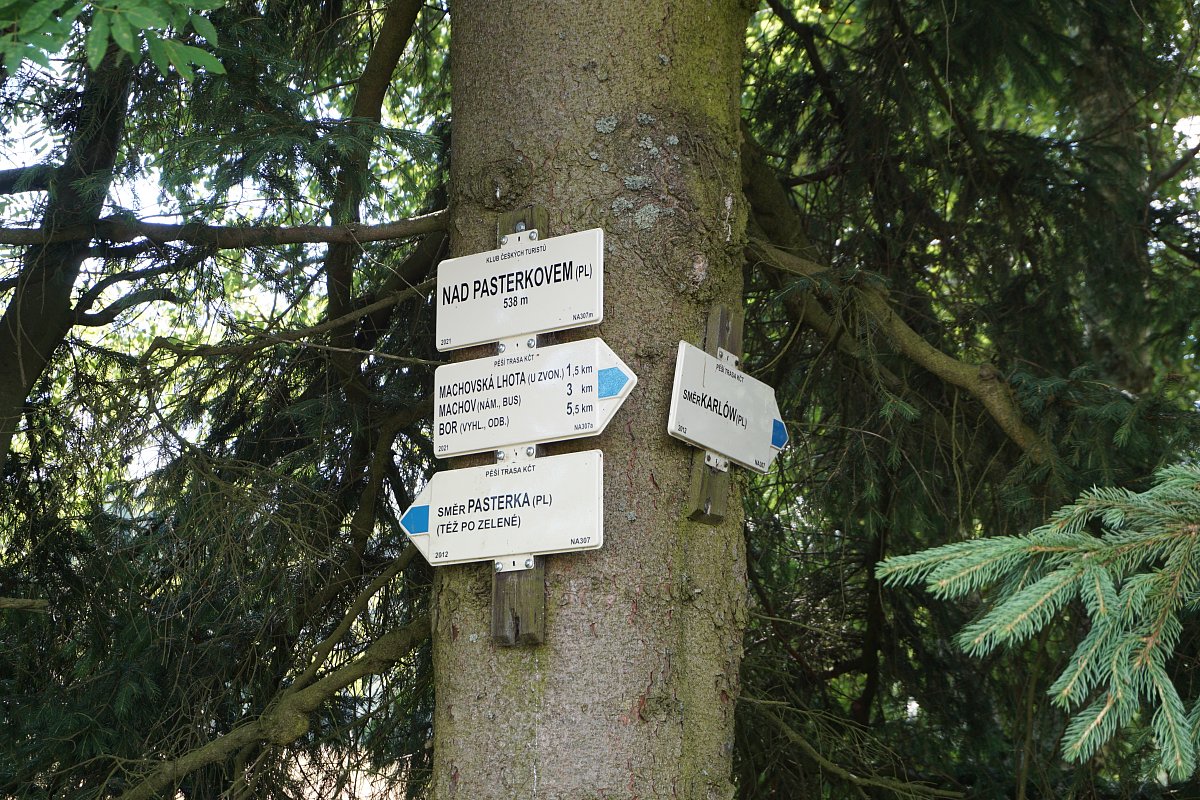 KLUB ČESKÝCH TURISTŮ
NAD PASTERKOVEM (PL)
538 m
2021 NA307m
PĚŠÍ TRASA KČT
MACHOVSKÁ LHOTA (U ZVON.) 1,5 km
MACHOV (NÁM., BUS) 3 km
BOR (VYHL., ODB.) 5,5 km
2021 NA307a
PĚŠÍ TRASA KČT
SMĚR PASTERKA (PL)
(TÉŽ PO ZELENÉ)
2012 NA307
PĚŠÍ TRASA KČT
SMĚR KARLÓW (PL)
2012 NA307